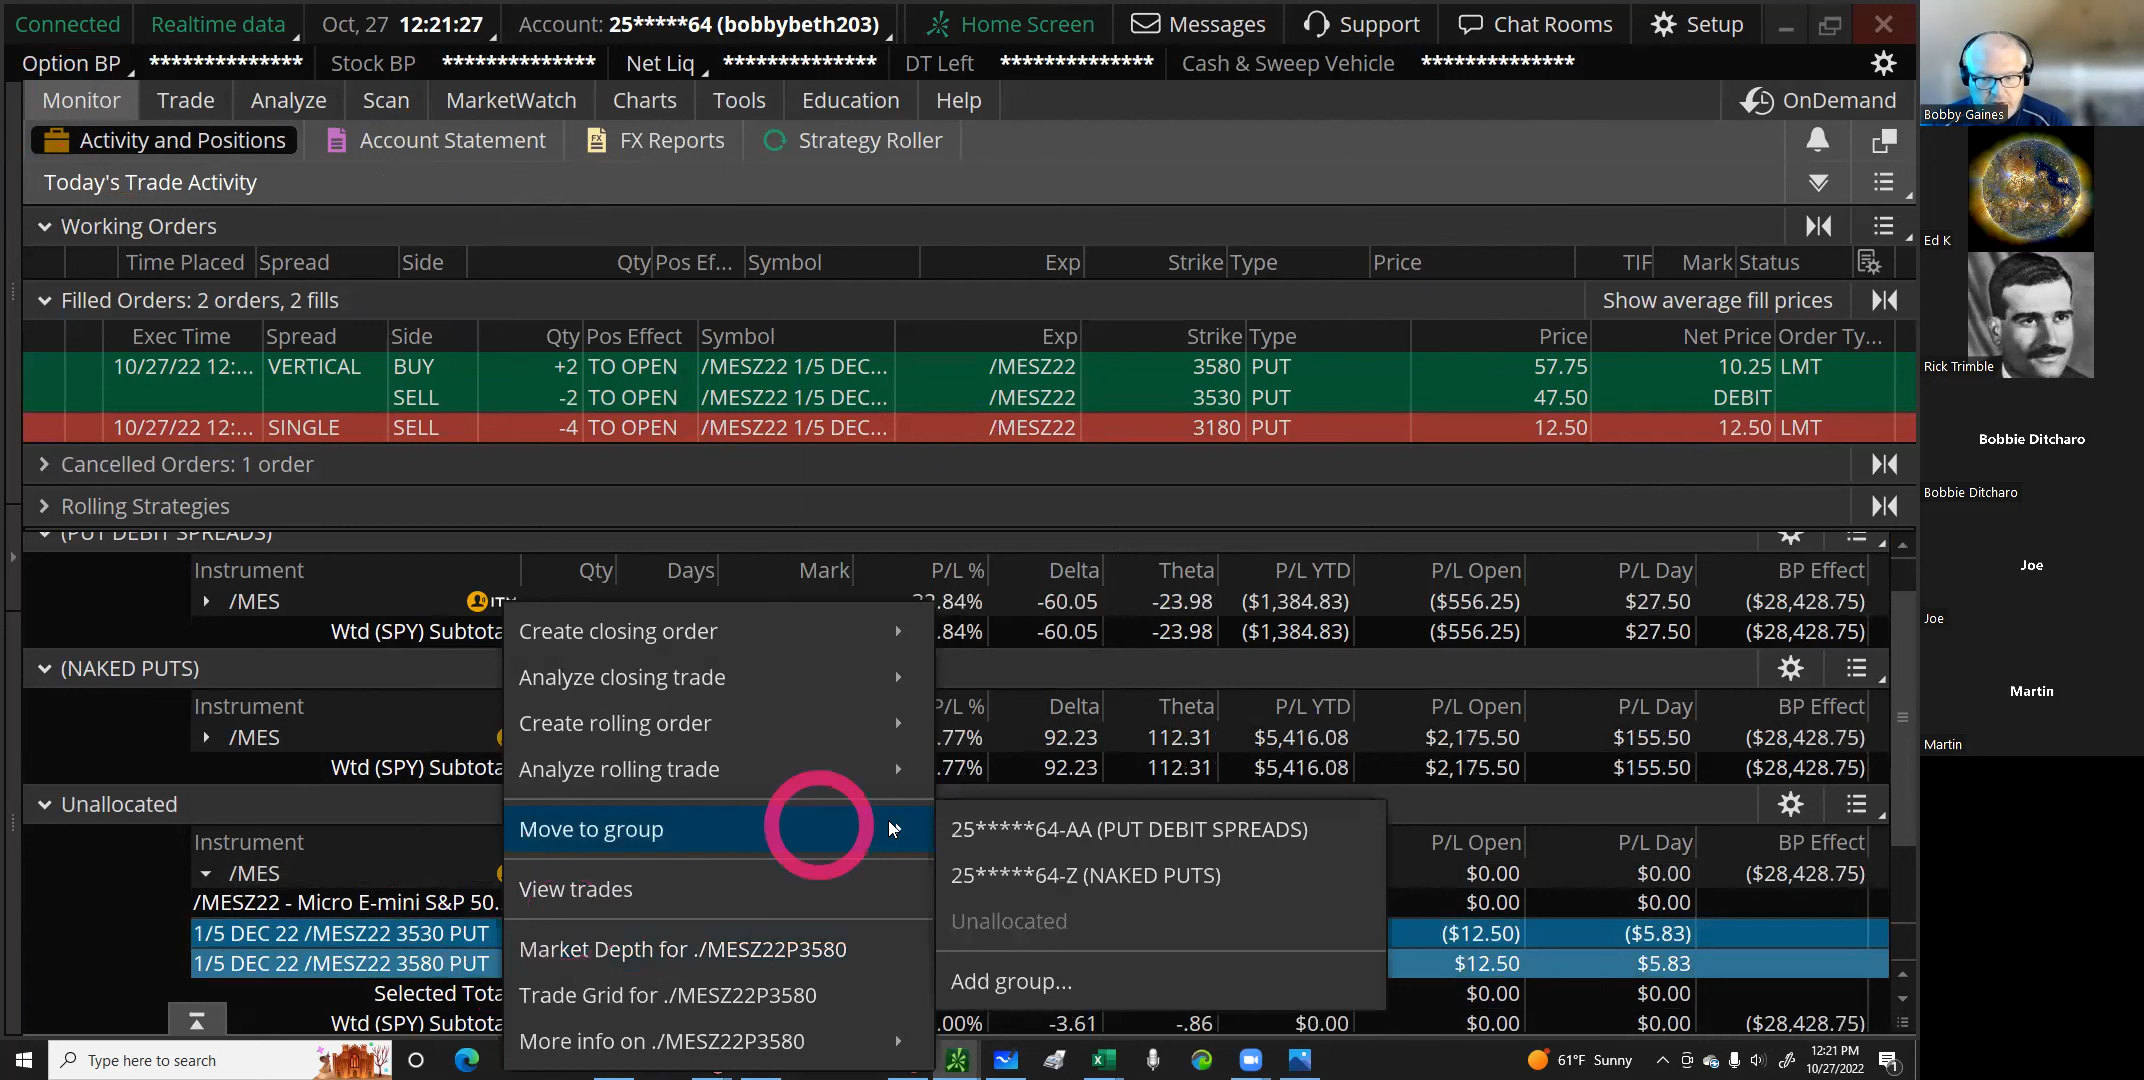 Connected Realtime data Oct, 27 12:21:27 Account: 25*****64 (bobbybeth203) Home Screen Messages Support Chat Rooms Setup
Option BP ************** Stock BP ************** Net Liq ************** DT Left ************** Cash & Sweep Vehicle **************
Monitor Trade Analyze Scan MarketWatch Charts Tools Education Help OnDemand
Activity and Positions Account Statement FX Reports Strategy Roller
Today's Trade Activity
Working Orders
Time Placed Spread Side Qty Pos Ef... Symbol Exp Strike Type Price TIF Mark Status
Filled Orders: 2 orders, 2 fills Show average fill prices
Exec Time Spread Side Qty Pos Effect Symbol Exp Strike Type Price Net Price Order Ty...
10/27/22 12:... VERTICAL BUY +2 TO OPEN /MESZ22 1/5 DEC... /MESZ22 3580 PUT 57.75 10.25 LMT
SELL -2 TO OPEN /MESZ22 1/5 DEC... /MESZ22 3530 PUT 47.50 DEBIT
10/27/22 12:... SINGLE SELL -4 TO OPEN /MESZ22 1/5 DEC... /MESZ22 3180 PUT 12.50 12.50 LMT
Cancelled Orders: 1 order
Rolling Strategies
(PUT DEBIT SPREADS)
Instrument Qty Days Mark P/L % Delta Theta P/L YTD P/L Open P/L Day BP Effect
/MES .84% -60.05 -23.98 ($1,384.83) ($556.25) $27.50 ($28,428.75)
Wtd (SPY) Subtota .84% -60.05 -23.98 ($1,384.83) ($556.25) $27.50 ($28,428.75)
(NAKED PUTS)
Instrument P/L % Delta Theta P/L YTD P/L Open P/L Day BP Effect
/MES .77% 92.23 112.31 $5,416.08 $2,175.50 $155.50 ($28,428.75)
Wtd (SPY) Subtota .77% 92.23 112.31 $5,416.08 $2,175.50 $155.50 ($28,428.75)
Unallocated
Instrument P/L Open P/L Day BP Effect
/MES $0.00 $0.00 ($28,428.75)
/MESZ22 - Micro E-mini S&P 50.. $0.00 $0.00
1/5 DEC 22 /MESZ22 3530 PUT ($12.50) ($5.83)
1/5 DEC 22 /MESZ22 3580 PUT $12.50 $5.83
Selected Tota $0.00 $0.00
Wtd (SPY) Subtota .00% -3.61 -.86 $0.00 $0.00 $0.00 ($28,428.75)
Create closing order
Analyze closing trade
Create rolling order
Analyze rolling trade
Move to group
View trades
Market Depth for ./MESZ22P3580
Trade Grid for ./MESZ22P3580
More info on ./MESZ22P3580
25*****64-AA (PUT DEBIT SPREADS)
25*****64-Z (NAKED PUTS)
Unallocated
Add group...
Bobby Gaines
Ed K
Rick Trimble
Bobbie Ditcharo
Bobbie Ditcharo
Joe
Joe
Martin
Martin
Type here to search
61°F Sunny
12:21 PM
10/27/2022
1